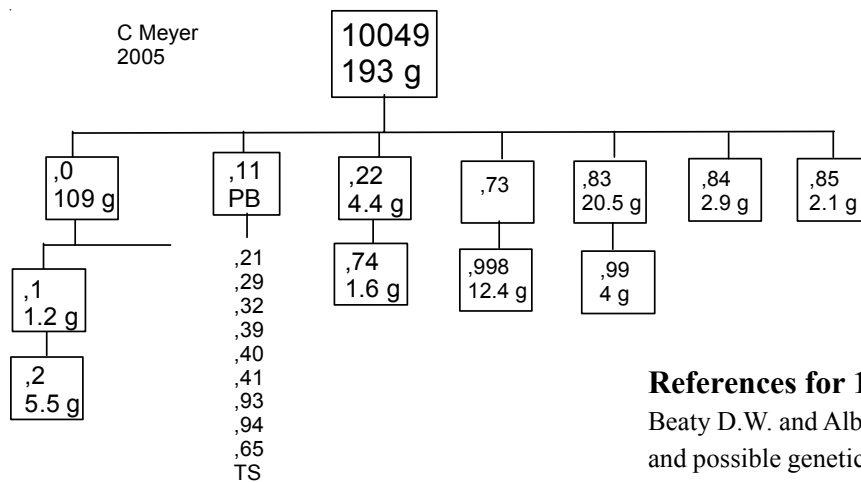 C Meyer
2005
10049
193 g
,0
109 g
,11
PB
,22
4.4 g
,73
,83
20.5 g
,84
2.9 g
,85
2.1 g
,1
1.2 g
,2
5.5 g
,21
,29
,32
,39
,40
,41
,93
,94
,65
TS
,74
1.6 g
,998
12.4 g
,99
4 g
References for 1
Beaty D.W. and Alb
and possible genetic